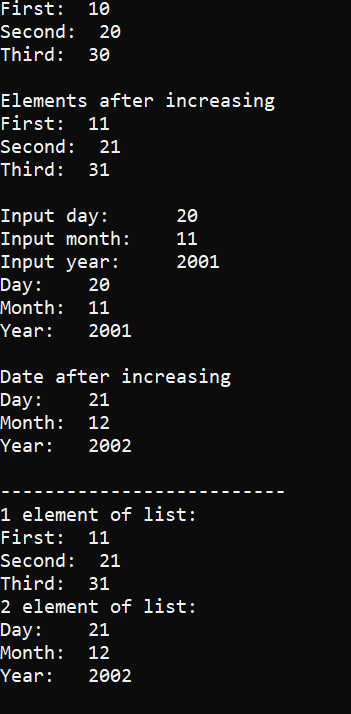 First:  10
Second:  20
Third:  30

Elements after increasing
First:  11
Second:  21
Third:  31

Input day:      20
Input month:    11
Input year:     2001
Day:    20
Month:  11
Year:   2001

Date after increasing
Day:    21
Month:  12
Year:   2002

--------------------------
1 element of list:
First:  11
Second:  21
Third:  31
2 element of list:
Day:    21
Month:  12
Year:   2002